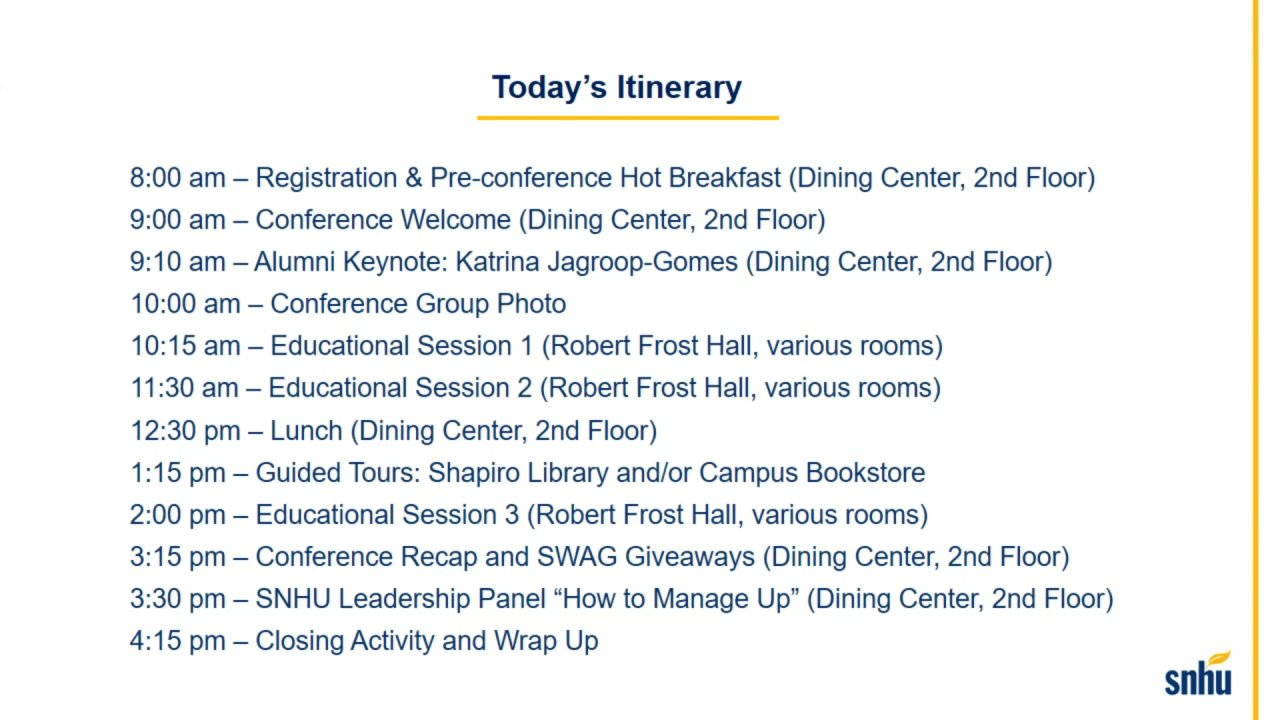 Today’s Itinerary
8:00 am – Registration & Pre-conference Hot Breakfast (Dining Center, 2nd Floor)
9:00 am – Conference Welcome (Dining Center, 2nd Floor)
9:10 am – Alumni Keynote: Katrina Jagroop-Gomes (Dining Center, 2nd Floor)
10:00 am – Conference Group Photo
10:15 am – Educational Session 1 (Robert Frost Hall, various rooms)
11:30 am – Educational Session 2 (Robert Frost Hall, various rooms)
12:30 pm – Lunch (Dining Center, 2nd Floor)
1:15 pm – Guided Tours: Shapiro Library and/or Campus Bookstore
2:00 pm – Educational Session 3 (Robert Frost Hall, various rooms)
3:15 pm – Conference Recap and SWAG Giveaways (Dining Center, 2nd Floor)
3:30 pm – SNHU Leadership Panel “How to Manage Up” (Dining Center, 2nd Floor)
4:15 pm – Closing Activity and Wrap Up
snhu